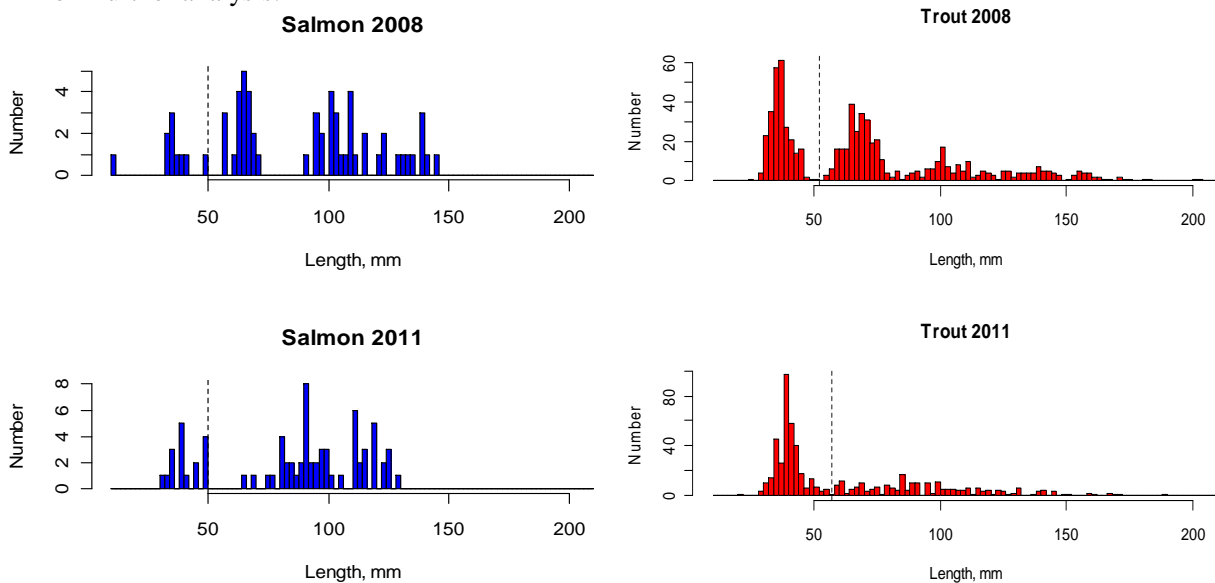 Salmon 2008
Number
0 2 4
50 100 150 200
Length, mm
Trout 2008
Number
0 20 40 60
50 100 150 200
Length, mm
Salmon 2011
Number
0 2 4 6 8
50 100 150 200
Length, mm
Trout 2011
Number
0 40 80
50 100 150 200
Length, mm